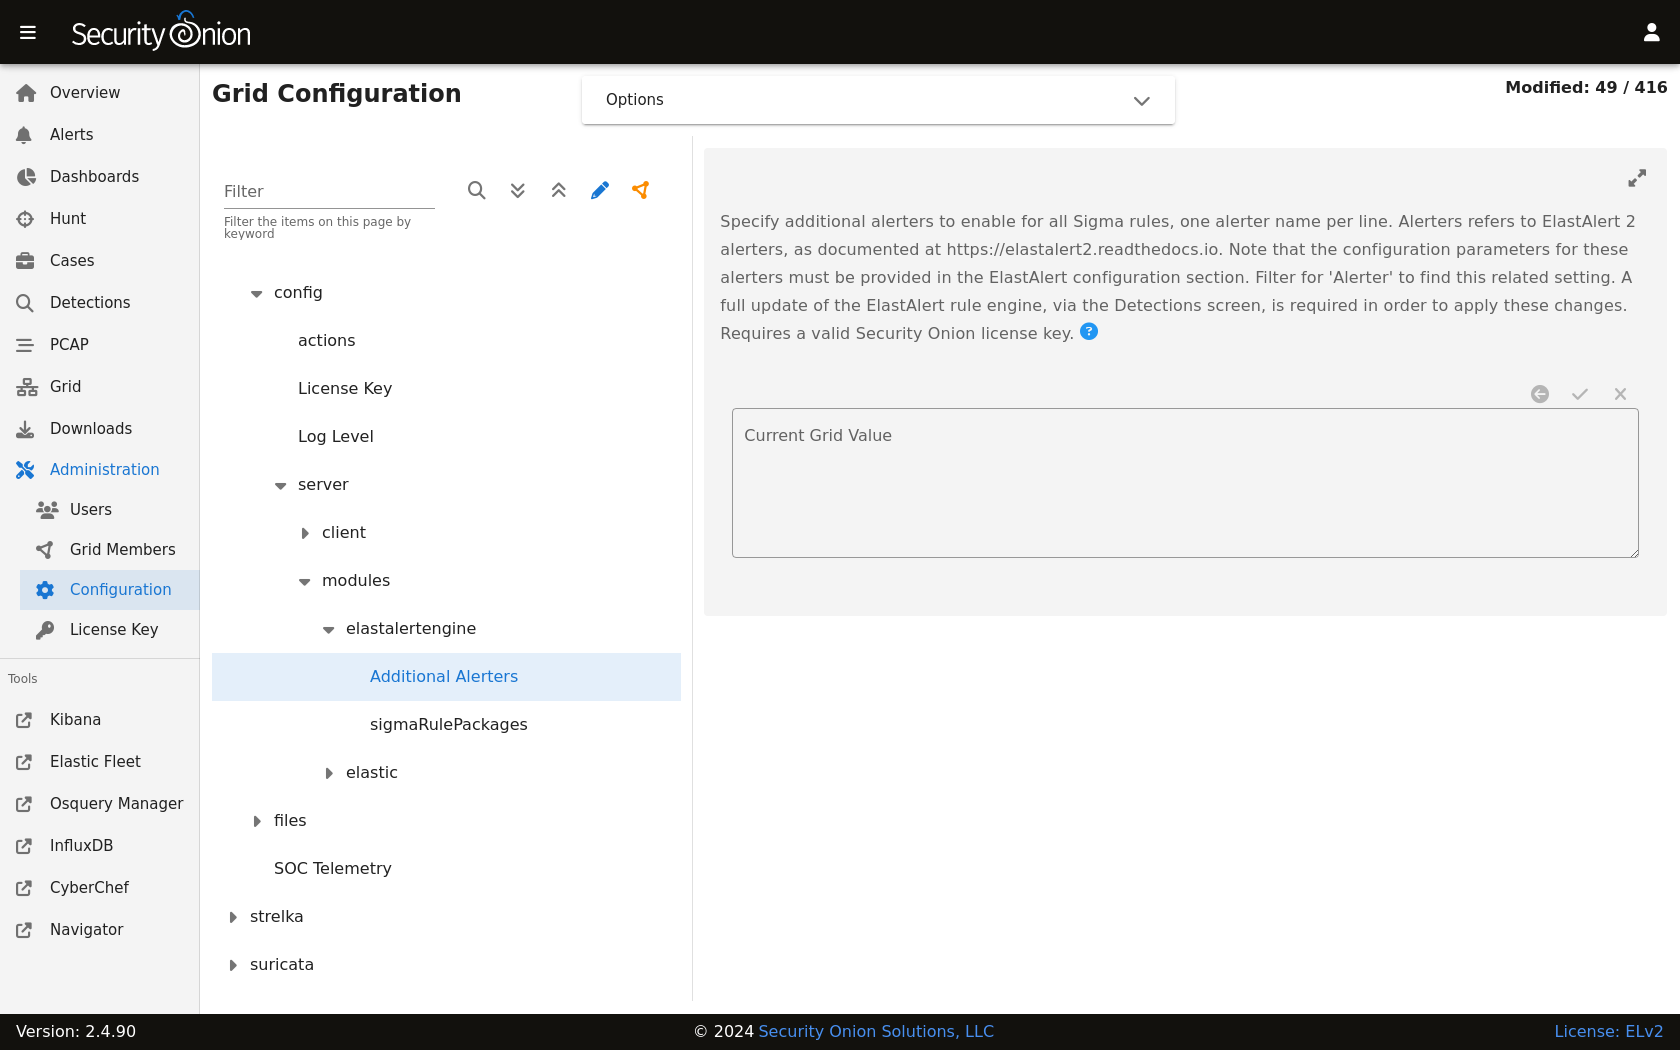 Security Onion
Overview
Alerts
Dashboards
Hunt
Cases
Detections
PCAP
Grid
Downloads
Administration
Users
Grid Members
Configuration
License Key
Tools
Kibana
Elastic Fleet
Osquery Manager
InfluxDB
CyberChef
Navigator
Grid Configuration
Options
Modified: 49 / 416
Filter
Filter the items on this page by
keyword
config
actions
License Key
Log Level
server
client
modules
elastalertengine
Additional Alerters
sigmaRulePackages
elastic
files
SOC Telemetry
strelka
suricata
Specify additional alerters to enable for all Sigma rules, one alerter name per line. Alerters refers to ElastAlert 2
alerters, as documented at https://elastalert2.readthedocs.io. Note that the configuration parameters for these
alerters must be provided in the ElastAlert configuration section. Filter for 'Alerter' to find this related setting. A
full update of the ElastAlert rule engine, via the Detections screen, is required in order to apply these changes.
Requires a valid Security Onion license key. ?
Current Grid Value
Version: 2.4.90
© 2024 Security Onion Solutions, LLC
License: ELv2